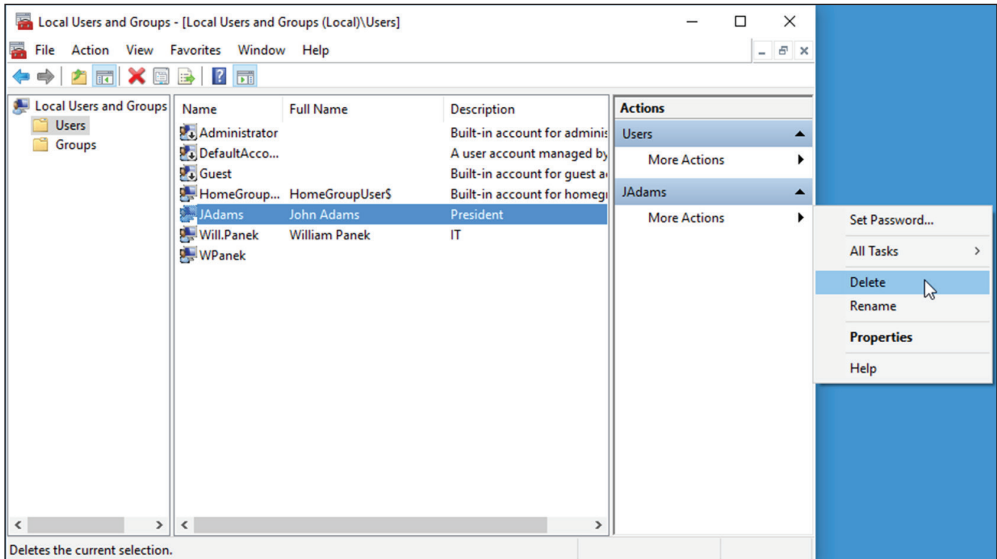 Local Users and Groups - [Local Users and Groups (Local)\Users]
File Action View Favorites Window Help
Local Users and Groups
Users
Groups
Name Full Name Description
Administrator Built-in account for adminis
DefaultAcco... A user account managed by
Guest Built-in account for guest a
HomeGroup... HomeGroupUser$ Built-in account for homegr
JAdams John Adams President
Will.Panek William Panek IT
WPanek
Actions
Users
More Actions
JAdams
More Actions
Set Password...
All Tasks
Delete
Rename
Properties
Help
Deletes the current selection.